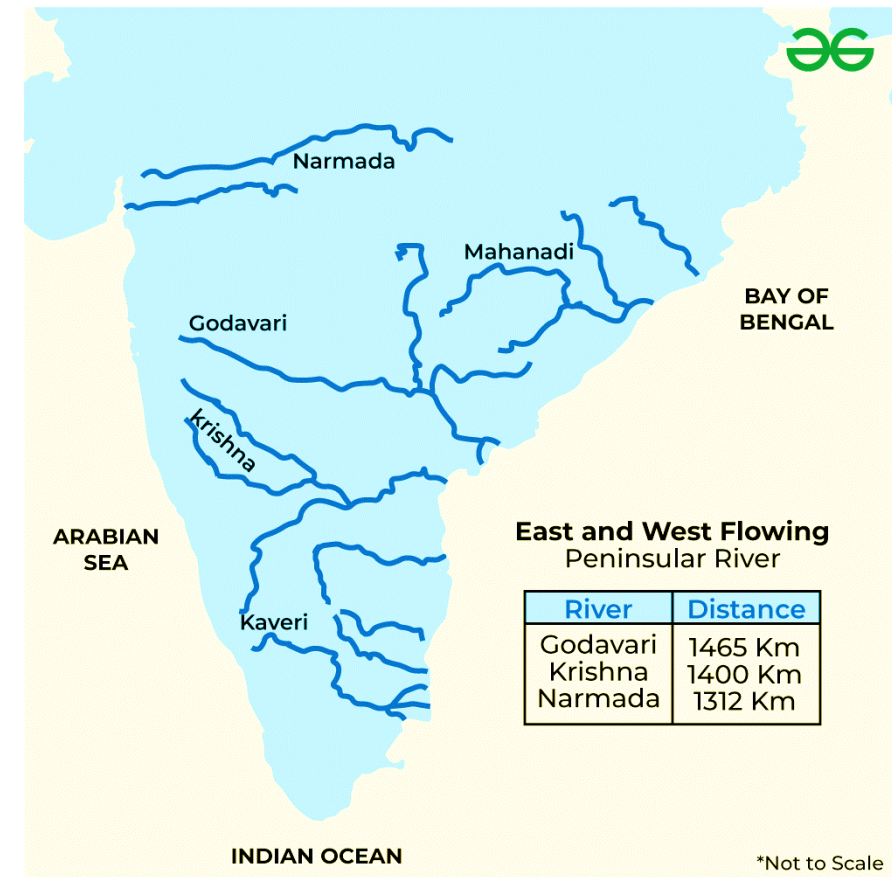 Narmada
Mahanadi
BAY OF
BENGAL
Godavari
krishna
ARABIAN
SEA
East and West Flowing
Peninsular River
River Distance
Godavari 1465 Km
Krishna 1400 Km
Narmada 1312 Km
Kaveri
INDIAN OCEAN
*Not to Scale